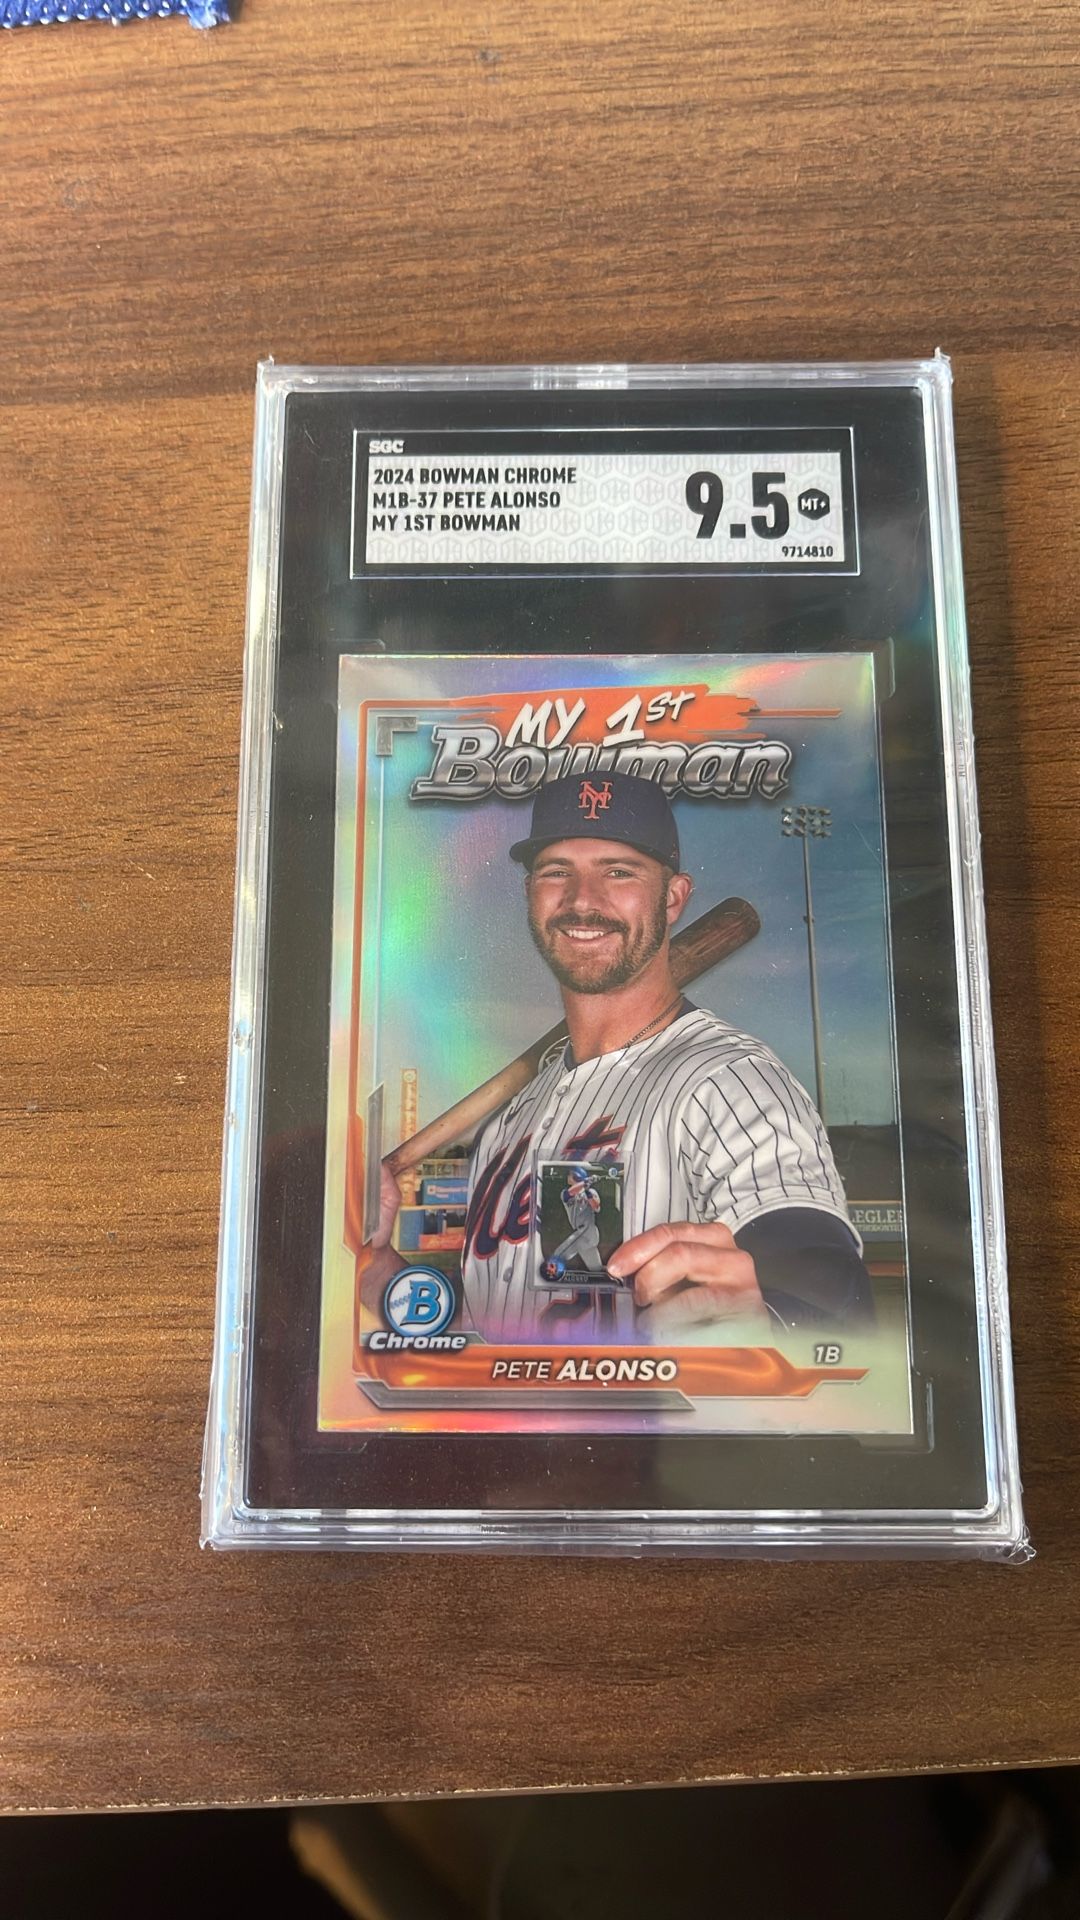 SGC
2024 BOWMAN CHROME
M1B-37 PETE ALONSO
MY 1ST BOWMAN
9.5
MT+
9714810
MY 1ST
Bowman
NY
Mets
B
Chrome
PETE ALONSO
1B